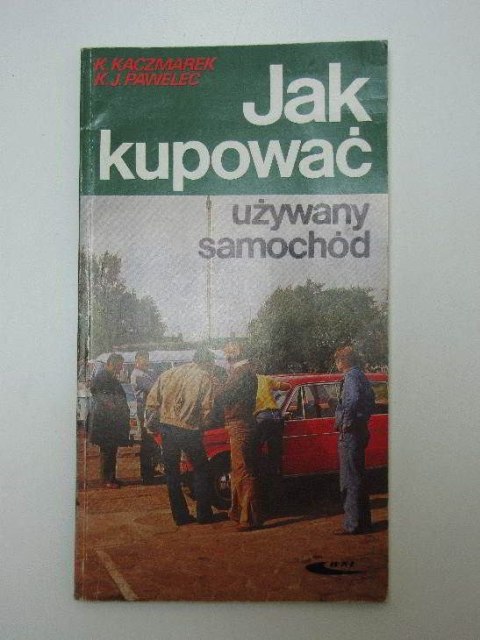 K. KACZMAREK
K. J. PAWELEC
Jak
kupować
używany
samochód